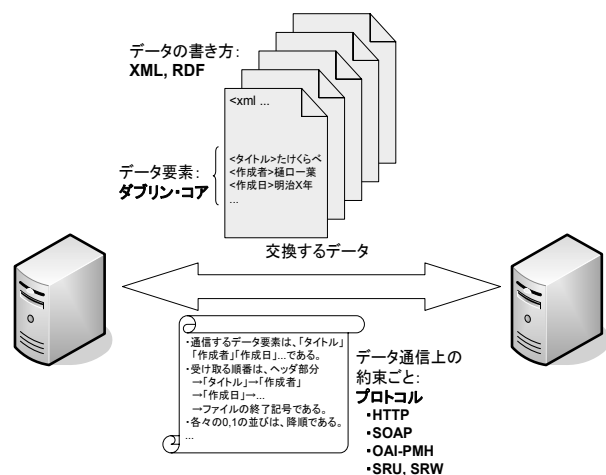 データの書き方:
XML, RDF
<xml ...
データ要素:
ダブリン・コア
<タイトル>たけくらべ
<作成者>樋口一葉
<作成日>明治X年
...
交換するデータ
・通信するデータ要素は、「タイトル」
「作成者」「作成日」...である。
・受け取る順番は、ヘッダ部分
→「タイトル」→「作成者」
→「作成日」→...
→ファイルの終了記号である。
・各々の0,1の並びは、降順である。
...
データ通信上の
約束ごと:
プロトコル
・HTTP
・SOAP
・OAI-PMH
・SRU, SRW